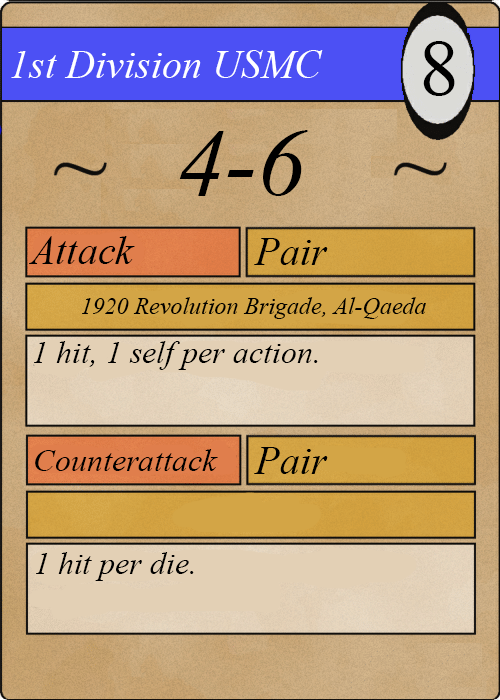 1st Division USMC
8
~ 4-6 ~
Attack
Pair
1920 Revolution Brigade, Al-Qaeda
1 hit, 1 self per action.
Counterattack
Pair
1 hit per die.